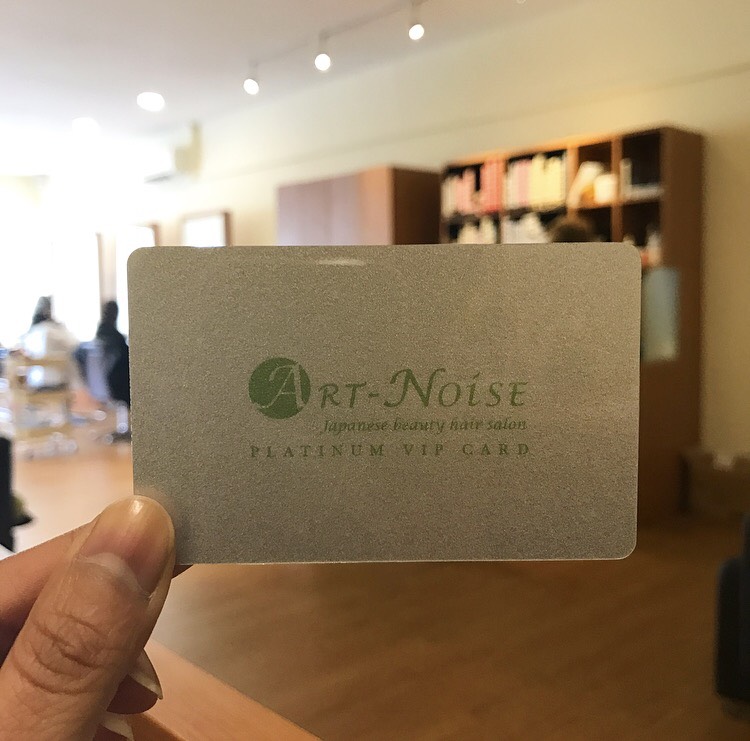 Art-Noise
Japanese beauty hair salon
PLATINUM VIP CARD